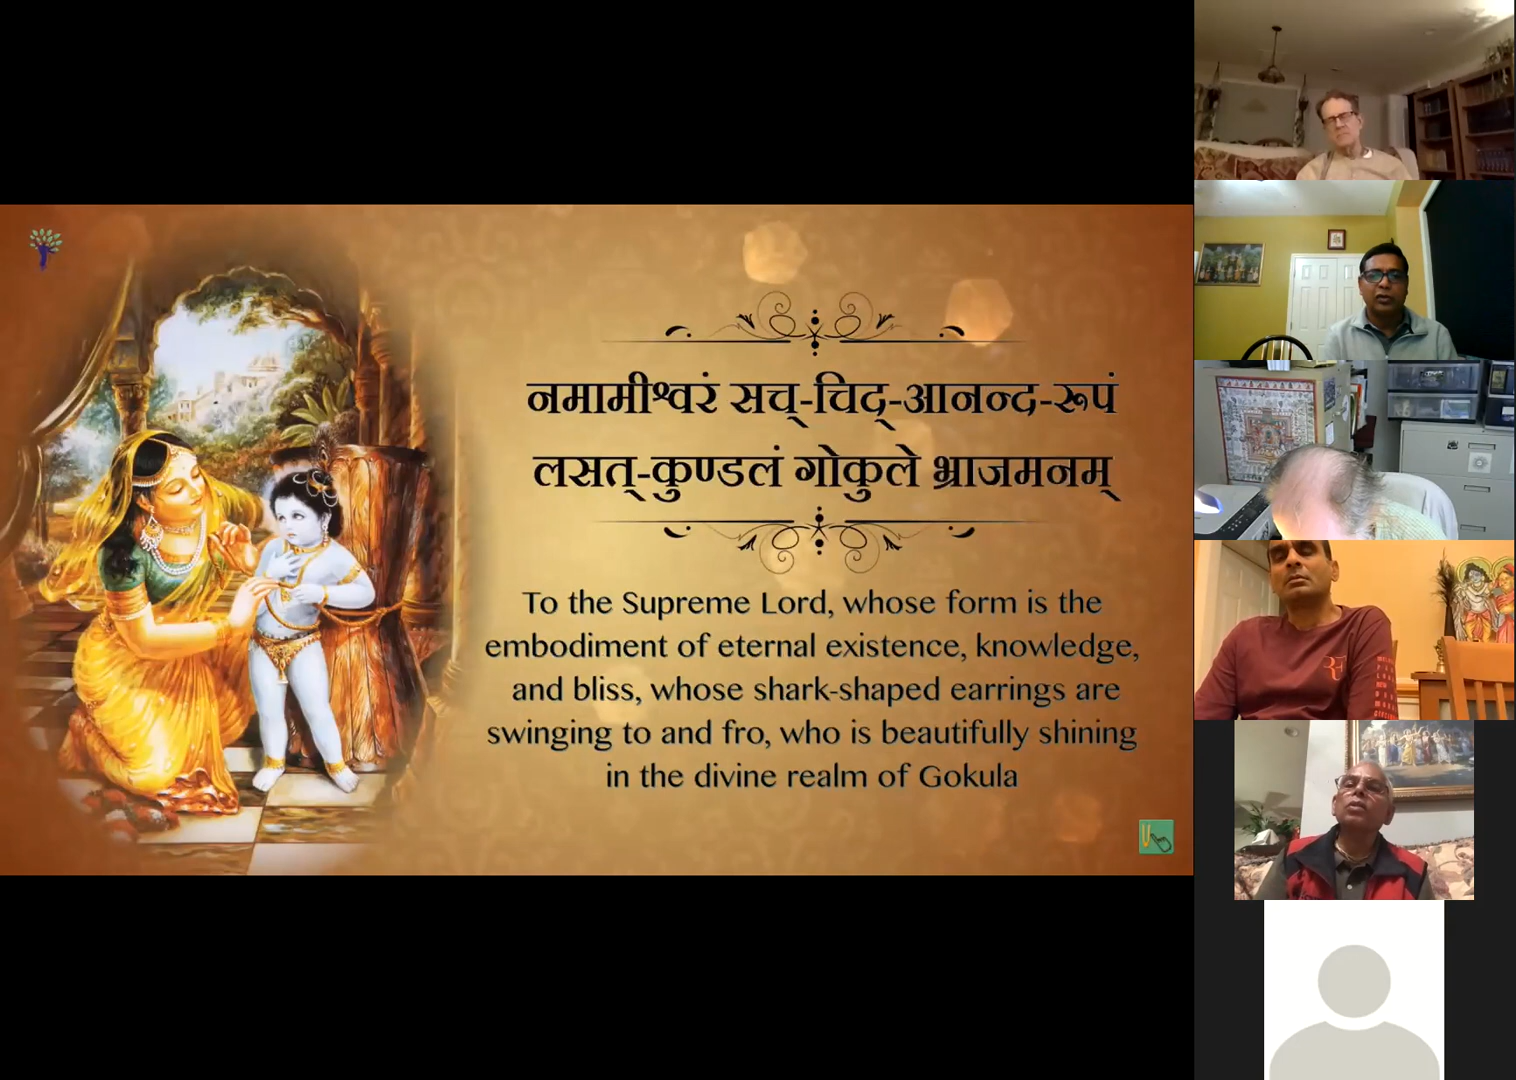 नमामीश्वरं सच्-चिद्-आनन्द-रूपं
लसत्-कुण्डलं गोकुले भ्राजमनम्
To the Supreme Lord, whose form is the
embodiment of eternal existence, knowledge,
and bliss, whose shark-shaped earrings are
swinging to and fro, who is beautifully shining
in the divine realm of Gokula